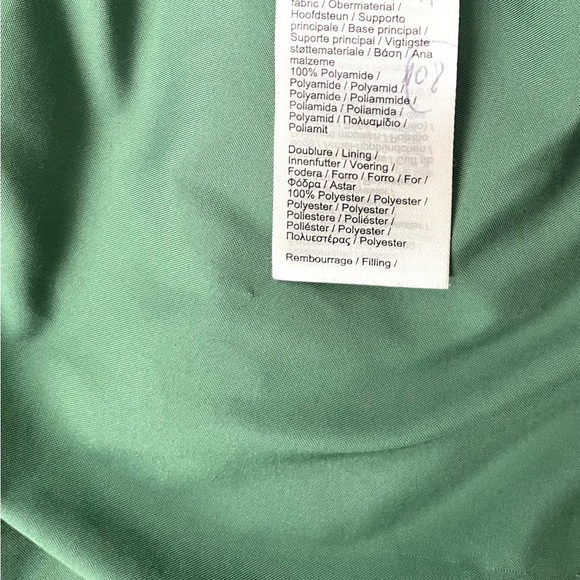 fabric / Obermaterial /
Hoofdsteun / Supporto
principale / Base principal /
Suporte principal / Vigtigste
støttemateriale / Βάση / Ana
malzeme
100% Polyamide /
Polyamide / Polyamid /
Polyamide / Poliammide /
Poliamida / Poliamida /
Polyamid / Πολυαμίδιο /
Poliamit
Doublure / Lining /
Innenfutter / Voering /
Fodera / Forro / Forro / For /
Φόδρα / Astar
100% Polyester / Polyester /
Polyester / Polyester /
Poliestere / Poliéster /
Poliéster / Polyester /
Πολυεστέρας / Polyester
Rembourrage / Filling /
108